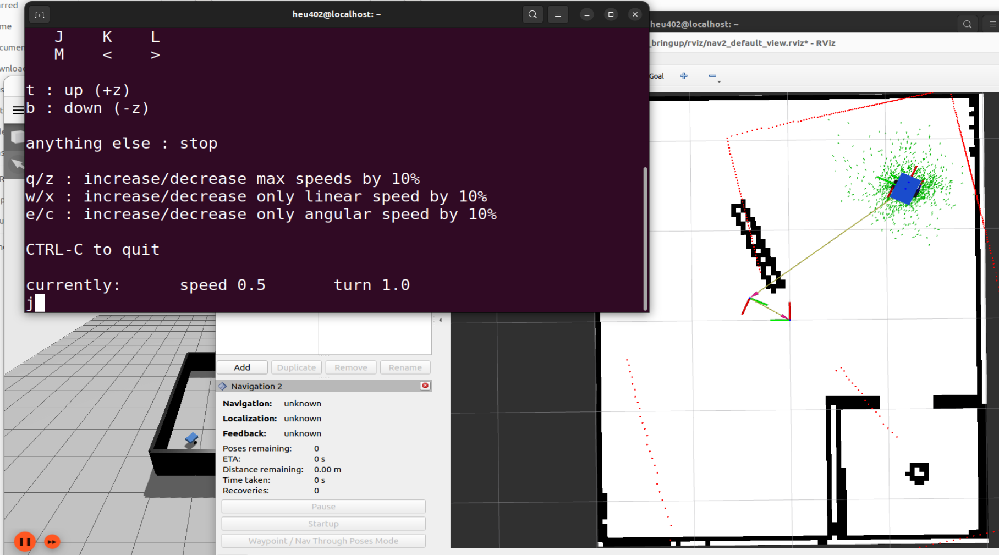 rred
heu402@localhost: ~
heu402@localhost: ~
me
J K L
M < >
_bringup/rviz/nav2_default_view.rviz* - RViz
cumen
wnloac
Goal
t : up (+z)
b : down (-z)
anything else : stop
q/z : increase/decrease max speeds by 10%
w/x : increase/decrease only linear speed by 10%
e/c : increase/decrease only angular speed by 10%
CTRL-C to quit
currently: speed 0.5 turn 1.0
j
Add Duplicate Remove Rename
Navigation 2
Navigation: unknown
Localization: unknown
Feedback: unknown
Poses remaining: 0
ETA: 0 s
Distance remaining: 0.00 m
Time taken: 0 s
Recoveries: 0
Pause
Startup
Waypoint / Nav Through Poses Mode